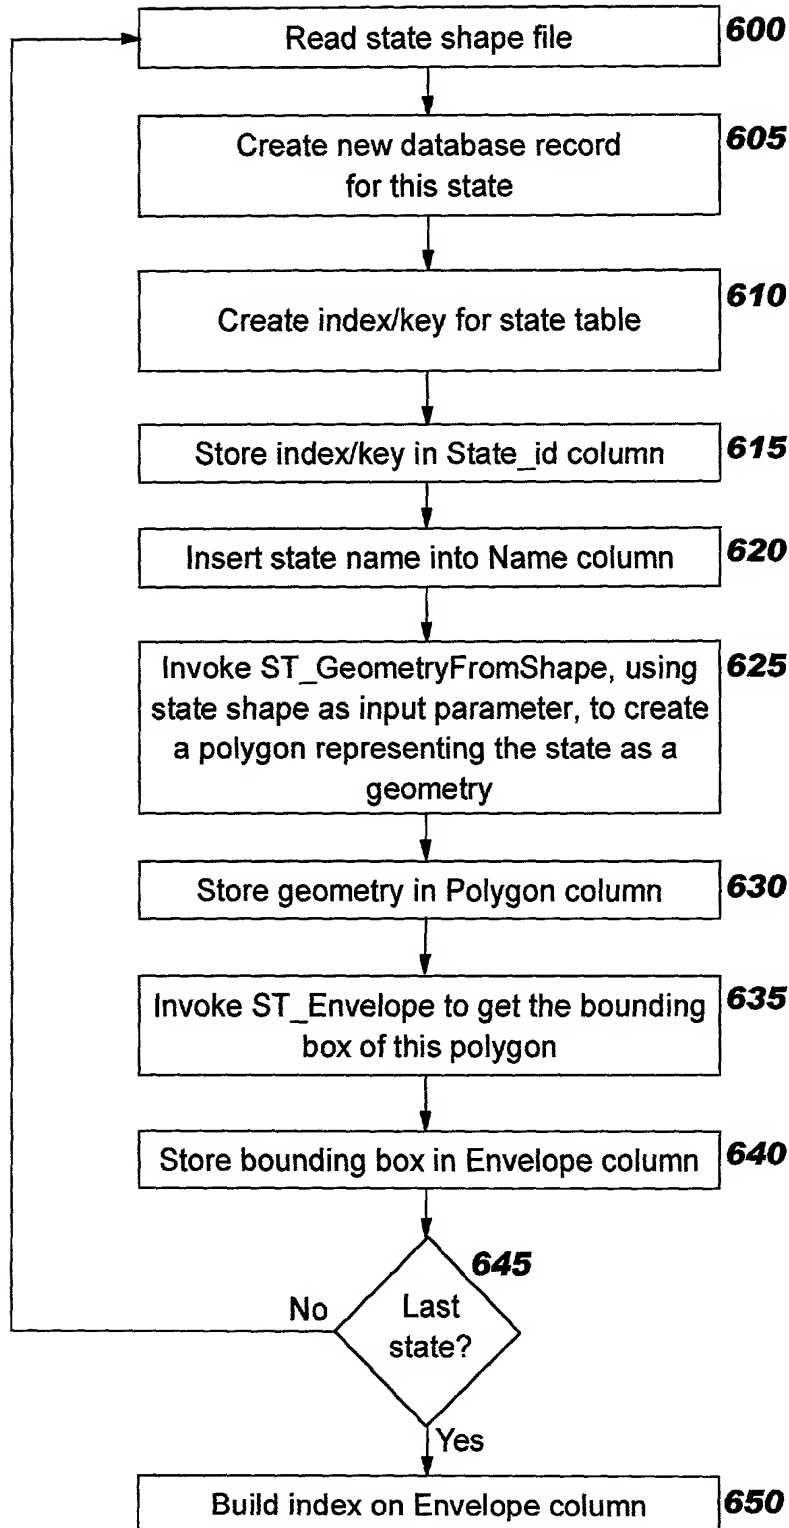 Read state shape file
600
Create new database record
for this state
605
Create index/key for state table
610
Store index/key in State_id column
615
Insert state name into Name column
620
Invoke ST_GeometryFromShape, using
state shape as input parameter, to create
a polygon representing the state as a
geometry
625
Store geometry in Polygon column
630
Invoke ST_Envelope to get the bounding
box of this polygon
635
Store bounding box in Envelope column
640
645
No
Last
state?
Yes
Build index on Envelope column
650